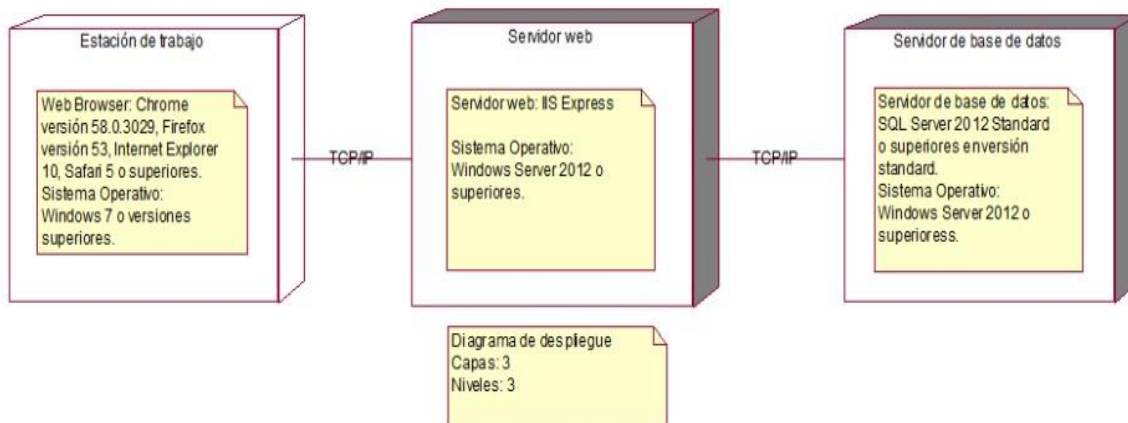 Estación de trabajo
Web Browser: Chrome
versión 58.0.3029, Firefox
versión 53, Internet Explorer
10, Safari 5 o superiores.
Sistema Operativo:
Windows 7 o versiones
superiores.
TCP/IP
Servidor web
Servidor web: IIS Express
Sistema Operativo:
Windows Server 2012 o
superiores.
TCP/IP
Servidor de base de datos
Servidor de base de datos:
SQL Server 2012 Standard
o superiores en versión
standard.
Sistema Operativo:
Windows Server 2012 o
superioress.
Diagrama de despliegue
Capas: 3
Niveles: 3